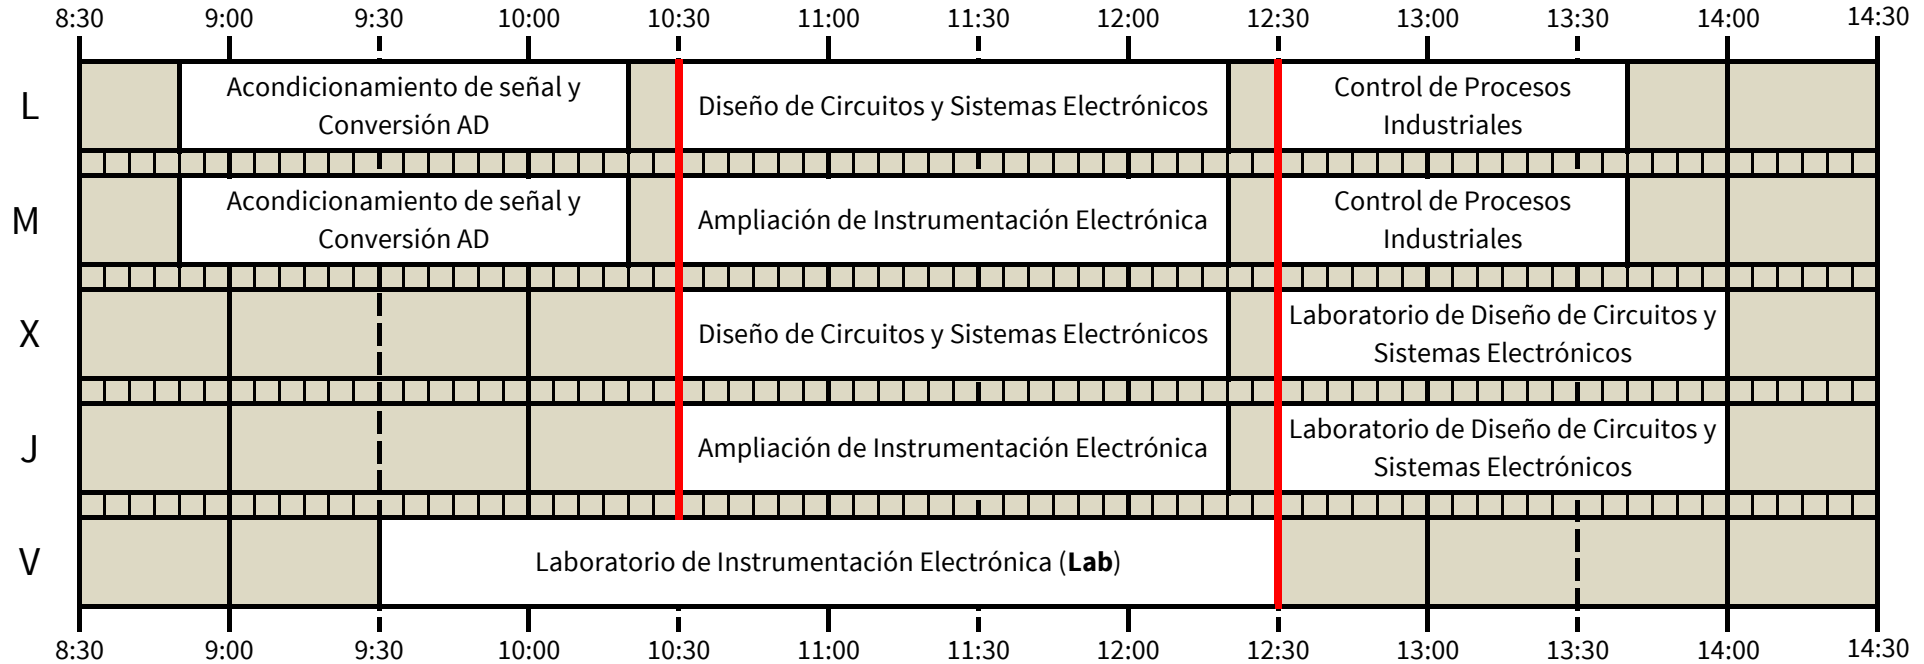 8:30 9:00 9:30 10:00 10:30 11:00 11:30 12:00 12:30 13:00 13:30 14:00 14:30
L
Acondicionamiento de señal y
Conversión AD
Diseño de Circuitos y Sistemas Electrónicos
Control de Procesos
Industriales
M
Acondicionamiento de señal y
Conversión AD
Ampliación de Instrumentación Electrónica
Control de Procesos
Industriales
X
Diseño de Circuitos y Sistemas Electrónicos
Laboratorio de Diseño de Circuitos y
Sistemas Electrónicos
J
Ampliación de Instrumentación Electrónica
Laboratorio de Diseño de Circuitos y
Sistemas Electrónicos
V
Laboratorio de Instrumentación Electrónica (Lab)
8:30 9:00 9:30 10:00 10:30 11:00 11:30 12:00 12:30 13:00 13:30 14:00 14:30